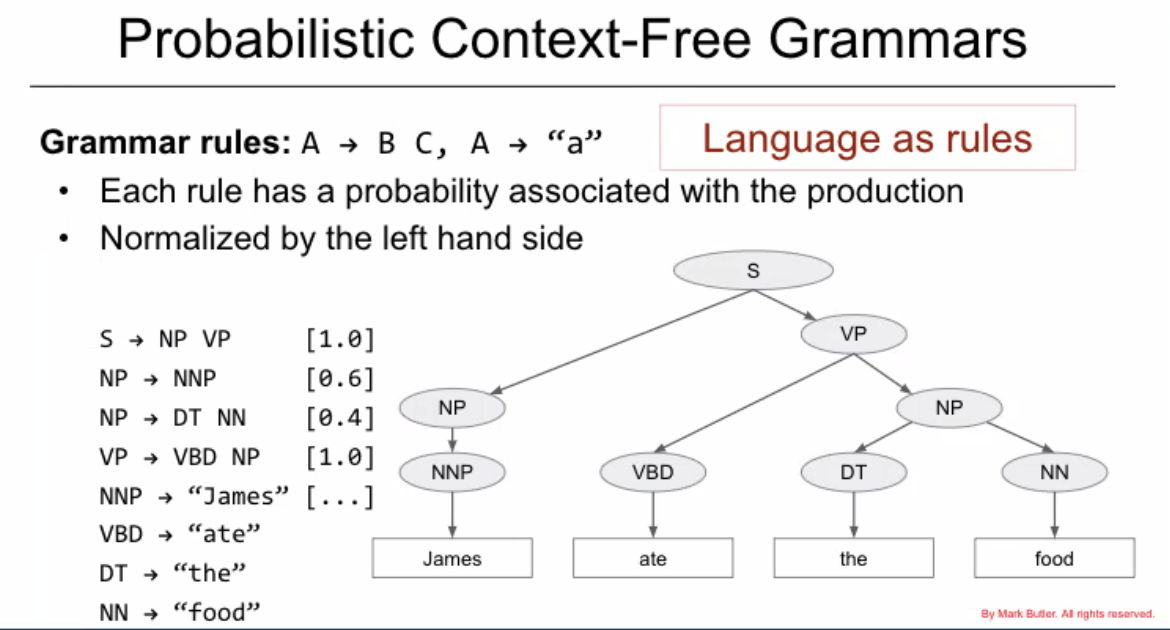 Probabilistic Context-Free Grammars
Grammar rules: A → B C, A → “a”
Language as rules
• Each rule has a probability associated with the production
• Normalized by the left hand side
S → NP VP [1.0]
NP → NNP [0.6]
NP → DT NN [0.4]
VP → VBD NP [1.0]
NNP → “James” [...]
VBD → “ate”
DT → “the”
NN → “food”
S
VP
NP NP
NNP VBD DT NN
James ate the food
By Mark Butler. All rights reserved.